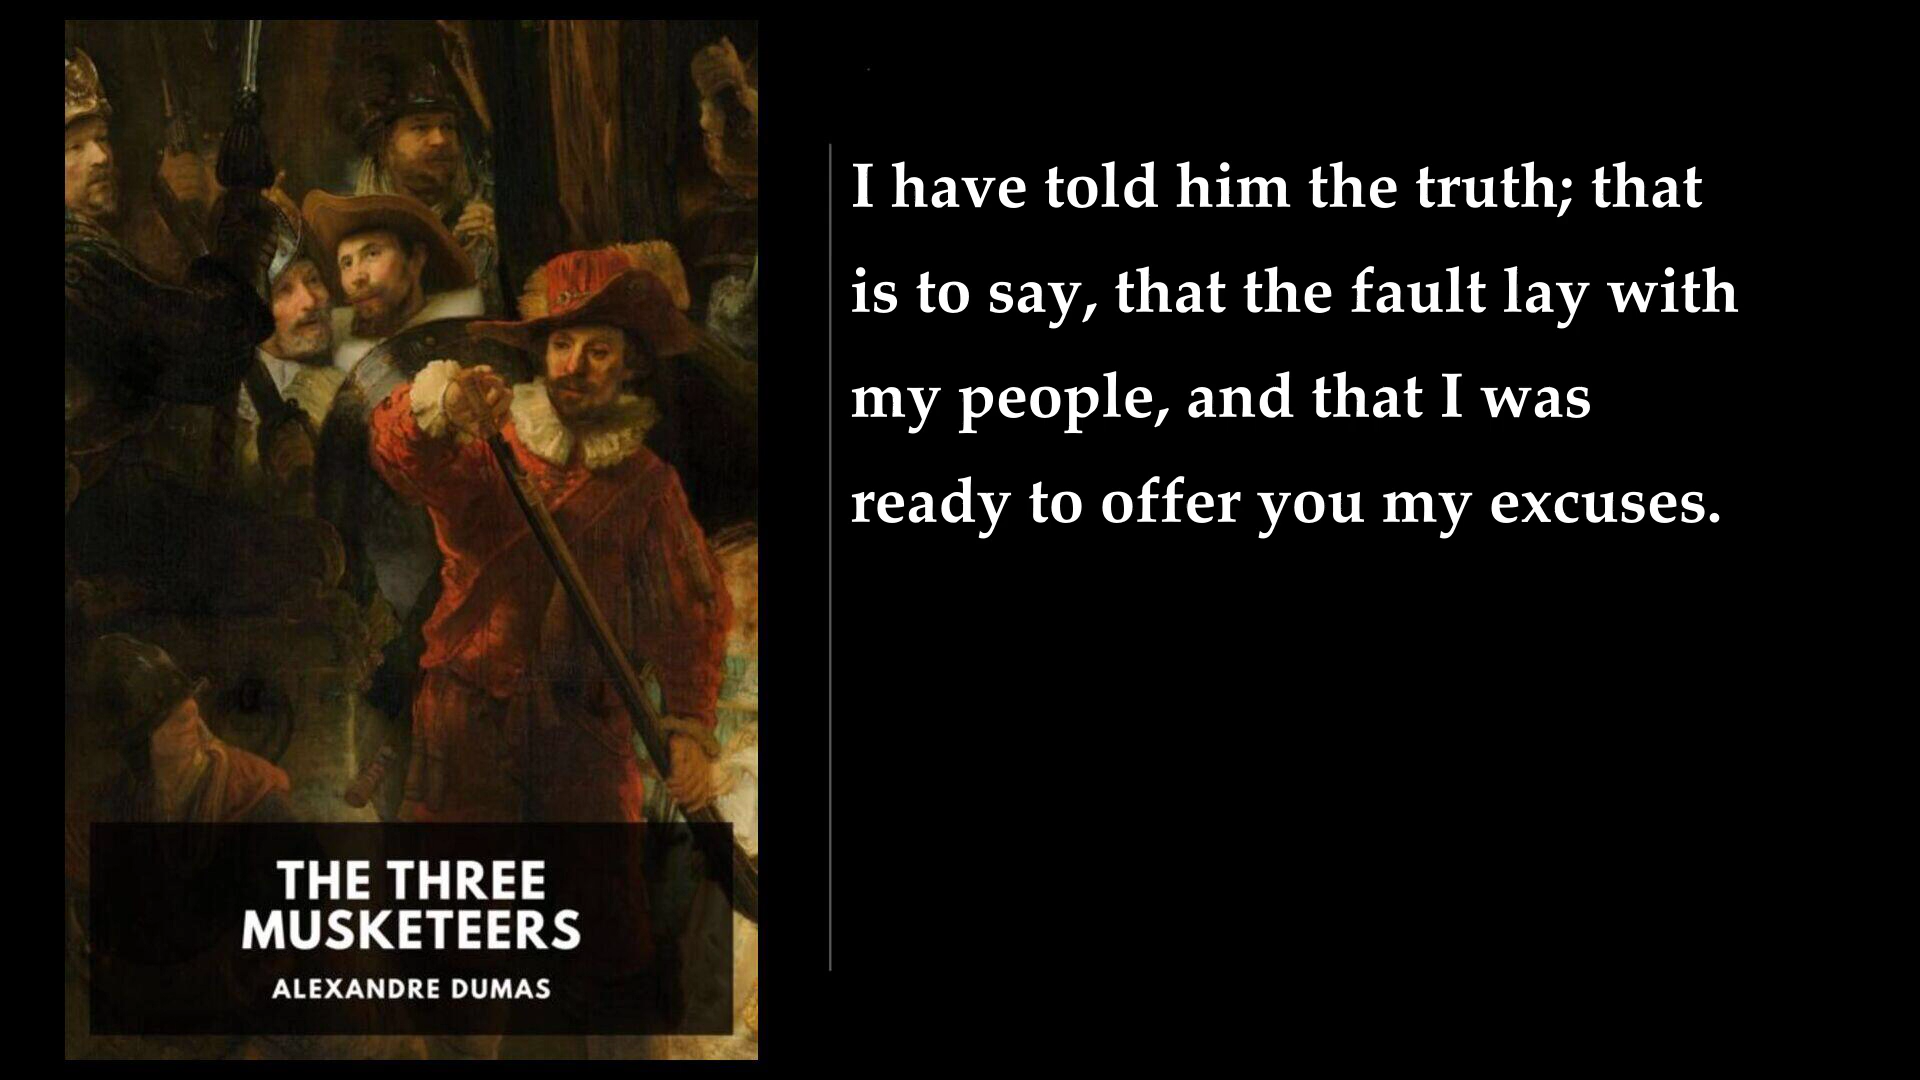 I have told him the truth; that
is to say, that the fault lay with
my people, and that I was
ready to offer you my excuses.
THE THREE
MUSKETEERS
ALEXANDRE DUMAS